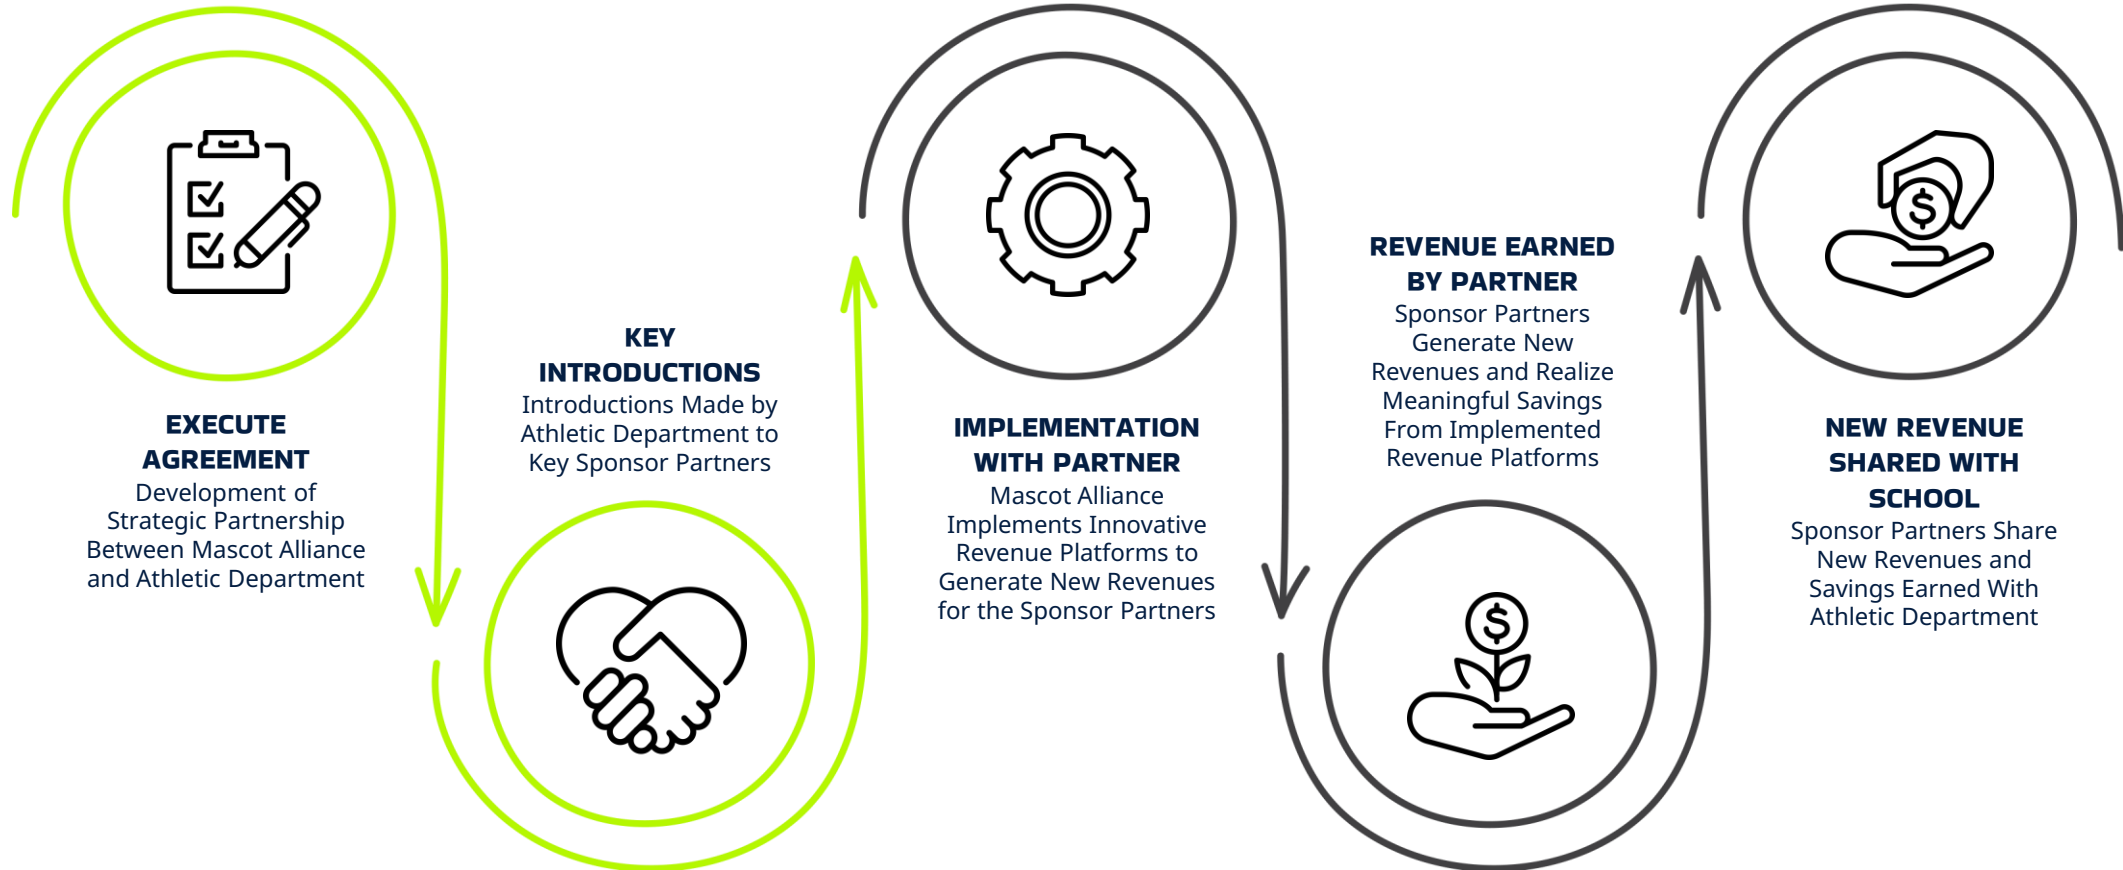 EXECUTE
AGREEMENT
Development of
Strategic Partnership
Between Mascot Alliance
and Athletic Department
KEY
INTRODUCTIONS
Introductions Made by
Athletic Department to
Key Sponsor Partners
IMPLEMENTATION
WITH PARTNER
Mascot Alliance
Implements Innovative
Revenue Platforms to
Generate New Revenues
for the Sponsor Partners
REVENUE EARNED
BY PARTNER
Sponsor Partners
Generate New
Revenues and Realize
Meaningful Savings
From Implemented
Revenue Platforms
NEW REVENUE
SHARED WITH
SCHOOL
Sponsor Partners Share
New Revenues and
Savings Earned With
Athletic Department